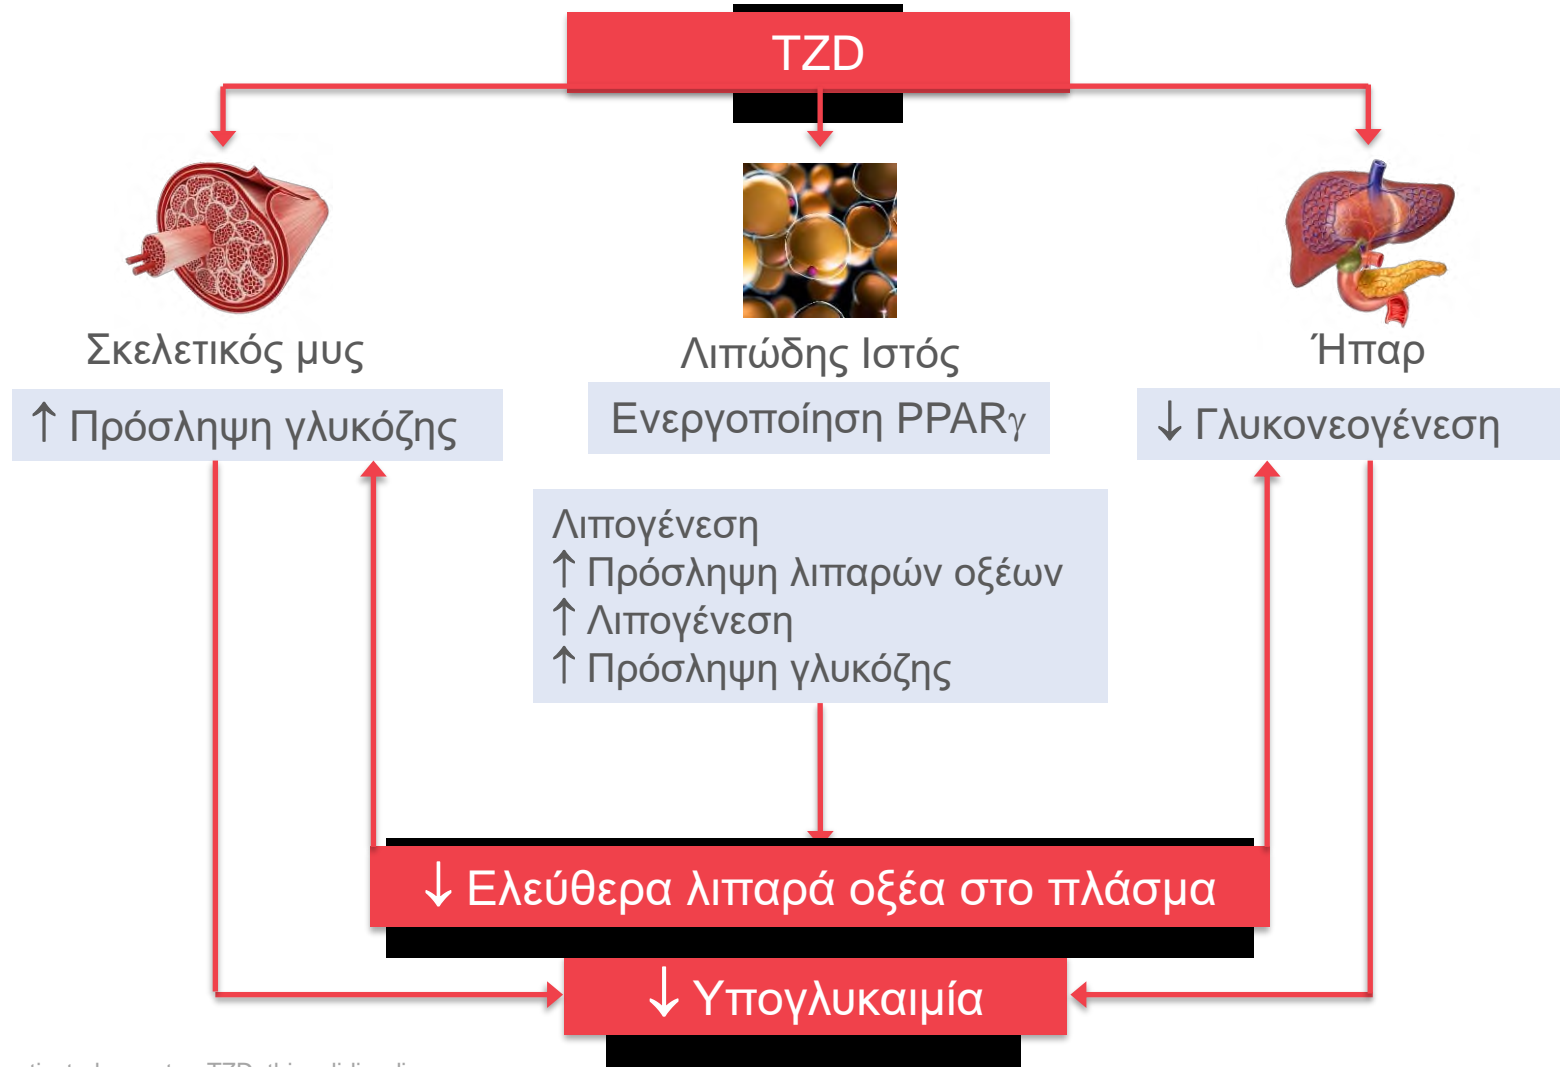 TZD
Σκελετικός μυς
Λιπώδης Ιστός
Ήπαρ
↑ Πρόσληψη γλυκόζης
Ενεργοποίηση PPARγ
↓ Γλυκονεογένεση
Λιπογένεση
↑ Πρόσληψη λιπαρών οξέων
↑ Λιπογένεση
↑ Πρόσληψη γλυκόζης
↓ Ελεύθερα λιπαρά οξέα στο πλάσμα
↓ Υπογλυκαιμία